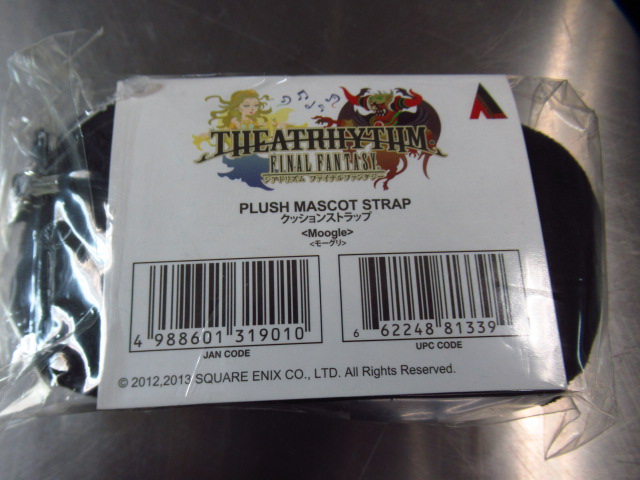 THEATRHYTHM
FINAL FANTASY
シアトリズム ファイナルファンタジー
PLUSH MASCOT STRAP
クッションストラップ
<Moogle>
<モーグリ>
4 988601 319010
JAN CODE
6 62248 81339
UPC CODE
© 2012,2013 SQUARE ENIX CO., LTD. All Rights Reserved.